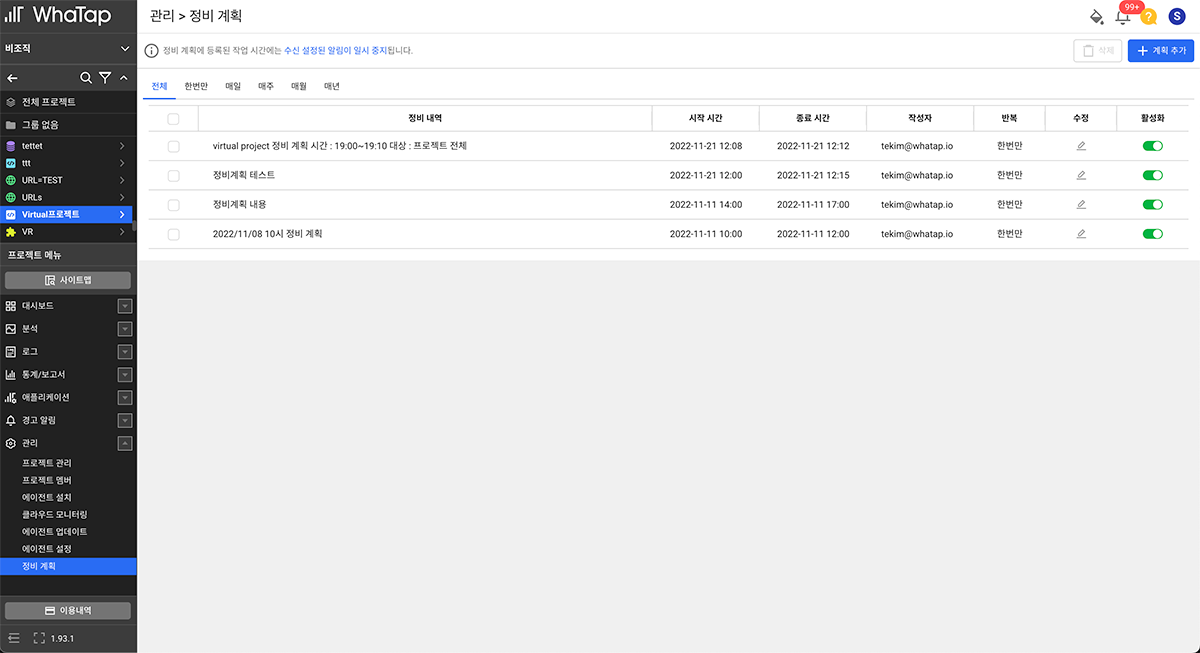 WhaTap
관리 > 정비 계획
99+
?
S
비조직
정비 계획에 등록된 작업 시간에는 수신 설정된 알림이 일시 중지됩니다.
삭제
계획 추가
전체 한번만 매일 매주 매월 매년
전체 프로젝트
그룹 없음
tettet
ttt
URL=TEST
URLs
Virtual프로젝트
VR
프로젝트 메뉴
사이트맵
대시보드
분석
로그
통계/보고서
애플리케이션
경고 알림
관리
프로젝트 관리
프로젝트 멤버
에이전트 설치
클라우드 모니터링
에이전트 업데이트
에이전트 설정
정비 계획
이용내역
1.93.1
정비 내역 시작 시간 종료 시간 작성자 반복 수정 활성화
virtual project 정비 계획 시간 : 19:00~19:10 대상 : 프로젝트 전체 2022-11-21 12:08 2022-11-21 12:12 tekim@whatap.io 한번만
정비계획 테스트 2022-11-21 12:00 2022-11-21 12:15 tekim@whatap.io 한번만
정비계획 내용 2022-11-11 14:00 2022-11-11 17:00 tekim@whatap.io 한번만
2022/11/08 10시 정비 계획 2022-11-11 10:00 2022-11-11 12:00 tekim@whatap.io 한번만